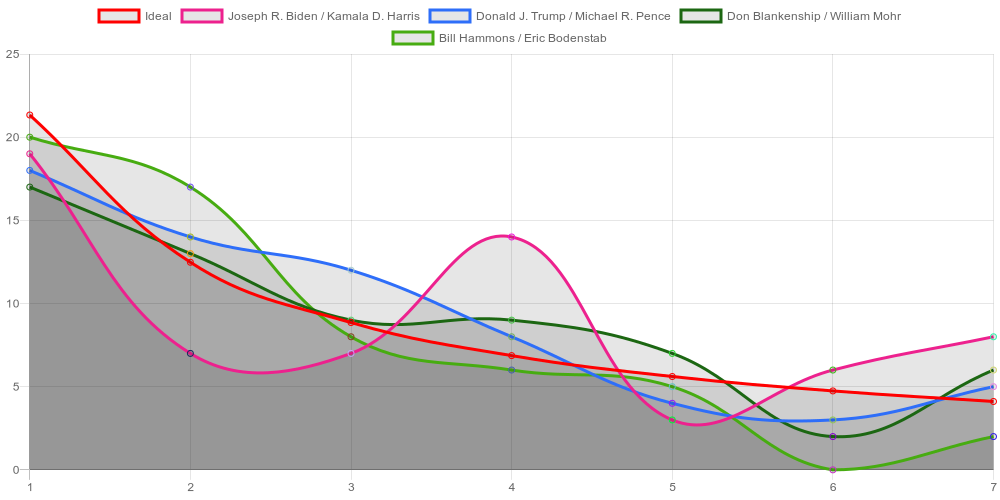 Ideal Joseph R. Biden / Kamala D. Harris Donald J. Trump / Michael R. Pence Don Blankenship / William Mohr
Bill Hammons / Eric Bodenstab
25
20
15
10
5
0
1 2 3 4 5 6 7